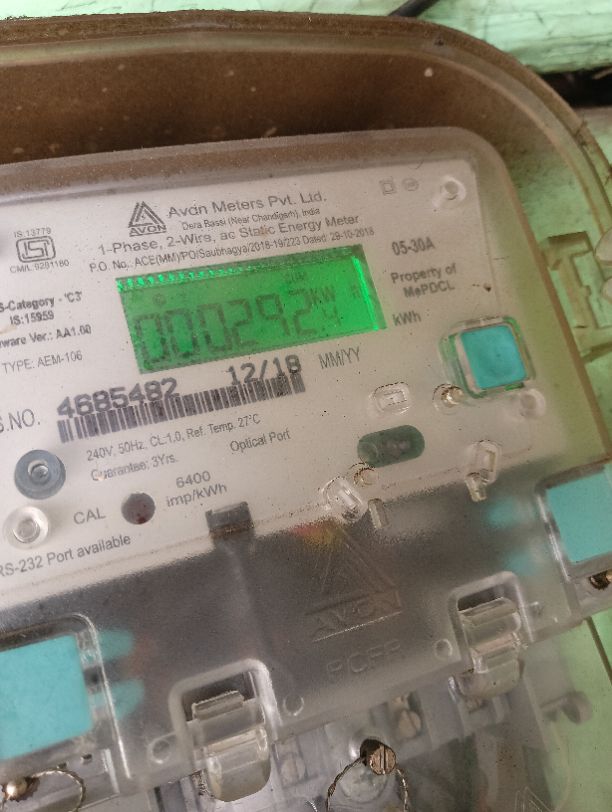 Avon Meters Pvt. Ltd.
Dera Bassi (Near Chandigarh), India
AVON
1-Phase, 2-Wire, ac Static Energy Meter
P.O. No. ACE(MM)/PO/Saubhagya/2018-19/223 Dated: 29-10-2018
IS 13779
CM/L 9281180
05-30A
Property of
MePDCL
S-Category - 'C3'
IS:15959
ware Ver.: AA1.00
TYPE: AEM-106
CUM
000292
KW H
kWh
S.NO.
4685482 12/18
MM/YY
240V, 50Hz, CL-1.0, Ref. Temp. 27°C
Guarantee: 3Yrs.
Optical Port
CAL
6400
imp/kWh
RS-232 Port available
AVON